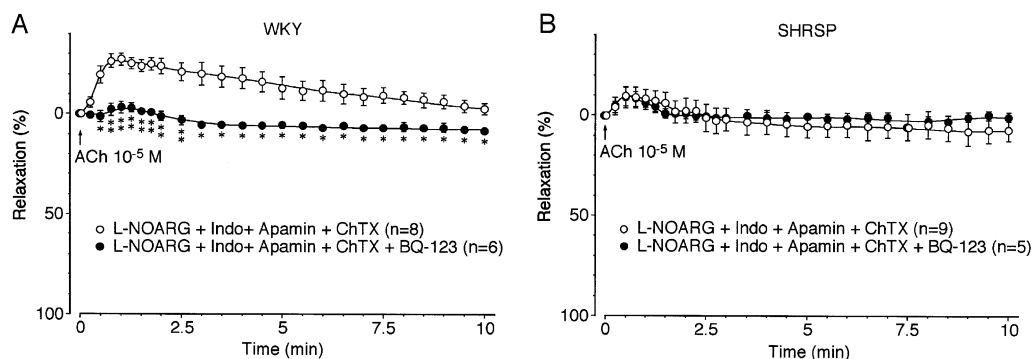 A
WKY
Relaxation (%)
0
50
100
ACh 10-5 M
L-NOARG + Indo+ Apamin + ChTX (n=8)
L-NOARG + Indo+ Apamin + ChTX + BQ-123 (n=6)
0
2.5
5
7.5
10
Time (min)
B
SHRSP
Relaxation (%)
0
50
100
ACh 10-5 M
L-NOARG + Indo + Apamin + ChTX (n=9)
L-NOARG + Indo + Apamin + ChTX + BQ-123 (n=5)
0
2.5
5
7.5
10
Time (min)